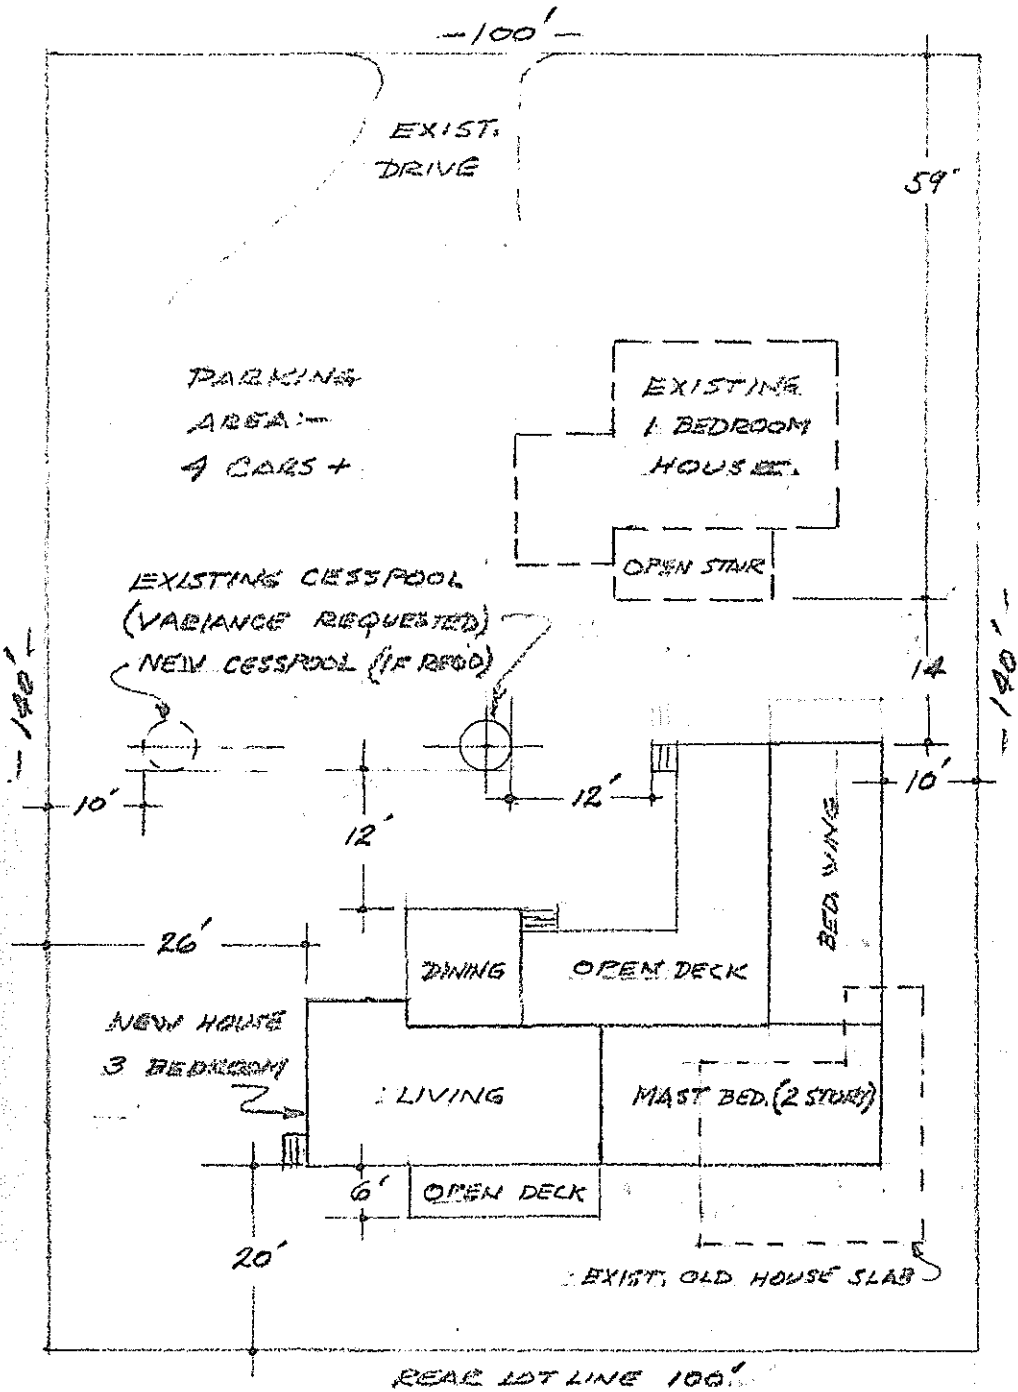 -100'-
EXIST.
DRIVE
59'
PARKING
AREA:-
4 CARS +
EXISTING
1 BEDROOM
HOUSE.
OPEN STAIR
EXISTING CESSPOOL
(VARIANCE REQUESTED)
NEW CESSPOOL (IF REQ'D)
-140'-
-140'-
14
10'
12'
12'
10'
BED. WING
26'
DINING
OPEN DECK
NEW HOUSE
3 BEDROOM
LIVING
MAST BED. (2 STORY)
6'
OPEN DECK
20'
EXIST. OLD HOUSE SLAB
REAR LOT LINE 100'